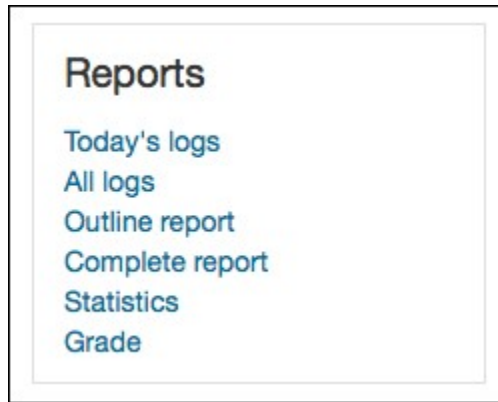 Reports
Today's logs
All logs
Outline report
Complete report
Statistics
Grade